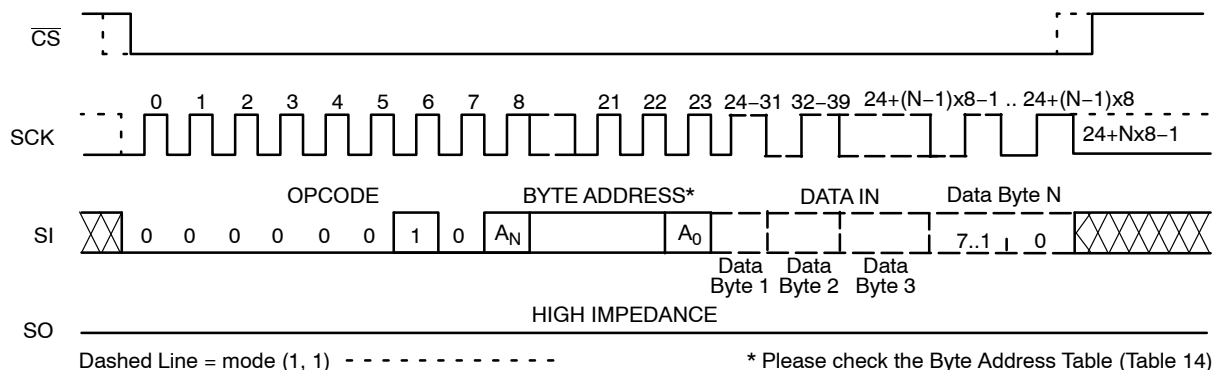 CS
0 1 2 3 4 5 6 7 8 21 22 23 24−31 32−39 24+(N−1)x8−1 .. 24+(N−1)x8
SCK
24+Nx8−1
OPCODE BYTE ADDRESS* DATA IN Data Byte N
SI
0 0 0 0 0 0 1 0 AN A0 7..1 0
Data Byte 1
Data Byte 2
Data Byte 3
HIGH IMPEDANCE
SO
Dashed Line = mode (1, 1) * Please check the Byte Address Table (Table 14)